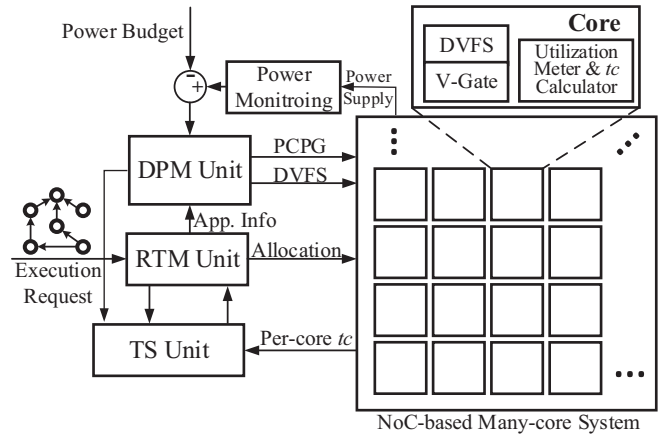 Power Budget
Core
DVFS
V-Gate
Utilization
Meter & tc
Calculator
Power
Monitroing
Power
Supply
-
+
DPM Unit
PCPG
DVFS
App. Info
RTM Unit
Allocation
Execution
Request
TS Unit
Per-core tc
NoC-based Many-core System